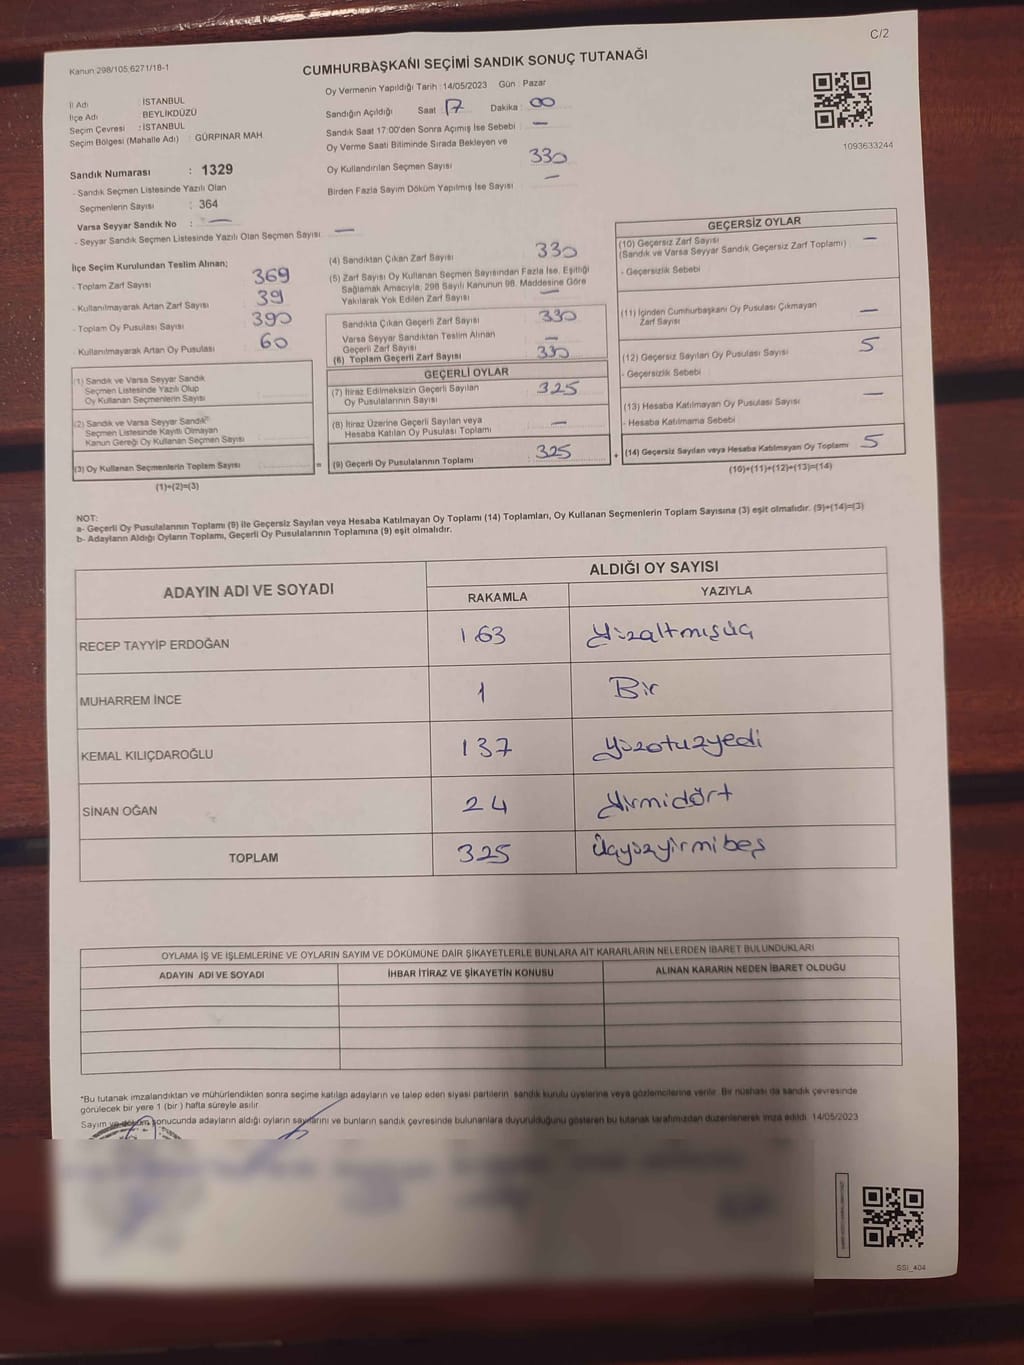 C/2
Kanun 298/105;6271/18-1
CUMHURBAŞKANI SEÇİMİ SANDIK SONUÇ TUTANAĞI
İl Adı : İSTANBUL
İlçe Adı : BEYLİKDÜZÜ
Seçim Çevresi : İSTANBUL
Seçim Bölgesi (Mahalle Adı) : GÜRPINAR MAH.
Sandık Numarası : 1329
- Sandık Seçmen Listesinde Yazılı Olan
Seçmenlerin Sayısı : 364
Varsa Seyyar Sandık No : —
- Seyyar Sandık Seçmen Listesinde Yazılı Olan Seçmen Sayısı —
Oy Vermenin Yapıldığı Tarih : 14/05/2023 Gün : Pazar
Sandığın Açıldığı Saat 17 Dakika 00
Sandık Saat 17:00'den Sonra Açımış İse Sebebi —
Oy Verme Saati Bitiminde Sırada Bekleyen ve
Oy Kullandırılan Seçmen Sayısı 330
Birden Fazla Sayım Döküm Yapılmış İse Sayısı —
1093633244
İlçe Seçim Kurulundan Teslim Alınan;
- Toplam Zarf Sayısı 369
- Kullanılmayarak Artan Zarf Sayısı 39
- Toplam Oy Pusulası Sayısı 390
- Kullanılmayarak Artan Oy Pusulası 60
(1) Sandık ve Varsa Seyyar Sandık
Seçmen Listesinde Yazılı Olup
Oy Kullanan Seçmenlerin Sayısı
(2) Sandık ve Varsa Seyyar Sandık
Seçmen Listesinde Kayıtlı Olmayan
Kanun Gereği Oy Kullanan Seçmen Sayısı
(3) Oy Kullanan Seçmenlerin Toplam Sayısı =
(1)+(2)=(3)
(4) Sandıktan Çıkan Zarf Sayısı 330
(5) Zarf Sayısı Oy Kullanan Seçmen Sayısından Fazla İse, Eşitliği
Sağlamak Amacıyla; 298 Sayılı Kanunun 98. Maddesine Göre
Yakılarak Yok Edilen Zarf Sayısı —
Sandıkta Çıkan Geçerli Zarf Sayısı 330
Varsa Seyyar Sandıktan Teslim Alınan
Geçerli Zarf Sayısı —
(6) Toplam Geçerli Zarf Sayısı 330
GEÇERLİ OYLAR
(7) İtiraz Edilmeksizin Geçerli Sayılan
Oy Pusulalarının Sayısı 325
(8) İtiraz Üzerine Geçerli Sayılan veya
Hesaba Katılan Oy Pusulası Toplamı —
(9) Geçerli Oy Pusulalarının Toplamı : 325 +
GEÇERSİZ OYLAR
(10) Geçersiz Zarf Sayısı —
(Sandık ve Varsa Seyyar Sandık Geçersiz Zarf Toplamı)
- Geçersizlik Sebebi
(11) İçinden Cumhurbaşkanı Oy Pusulası Çıkmayan
Zarf Sayısı —
(12) Geçersiz Sayılan Oy Pusulası Sayısı 5
- Geçersizlik Sebebi
(13) Hesaba Katılmayan Oy Pusulası Sayısı —
- Hesaba Katılmama Sebebi
(14) Geçersiz Sayılan veya Hesaba Katılmayan Oy Toplamı 5
(10)+(11)+(12)+(13)=(14)
NOT:
a- Geçerli Oy Pusulalarının Toplamı (9) ile Geçersiz Sayılan veya Hesaba Katılmayan Oy Toplamı (14) Toplamları, Oy Kullanan Seçmenlerin Toplam Sayısına (3) eşit olmalıdır. (9)+(14)=(3)
b- Adayların Aldığı Oyların Toplamı, Geçerli Oy Pusulalarının Toplamına (9) eşit olmalıdır.
ADAYIN ADI VE SOYADI ALDIĞI OY SAYISI
RAKAMLA YAZIYLA
RECEP TAYYİP ERDOĞAN 163 Yüzaltmışüç
MUHARREM İNCE 1 Bir
KEMAL KILIÇDAROĞLU 137 Yüzotuzyedi
SİNAN OĞAN 24 Yirmidört
TOPLAM 325 Üçyüzyirmibeş
OYLAMA İŞ VE İŞLEMLERİNE VE OYLARIN SAYIM VE DÖKÜMÜNE DAİR ŞİKAYETLERLE BUNLARA AİT KARARLARIN NELERDEN İBARET BULUNDUKLARI
ADAYIN ADI VE SOYADI İHBAR İTİRAZ VE ŞİKAYETİN KONUSU ALINAN KARARIN NEDEN İBARET OLDUĞU
*Bu tutanak imzalandıktan ve mühürlendikten sonra seçime katılan adayların ve talep eden siyasi partilerin sandık kurulu üyelerine veya gözlemcilerine verilir. Bir nüshası da sandık çevresinde
görülecek bir yere 1 (bir) hafta süreyle asılır.
Sayım ve döküm sonucunda adayların aldığı oyların sayılarını ve bunların sandık çevresinde bulunanlara duyurulduğunu gösteren bu tutanak tarafımızdan düzenlenerek imza edildi. 14/05/2023
SSI_404